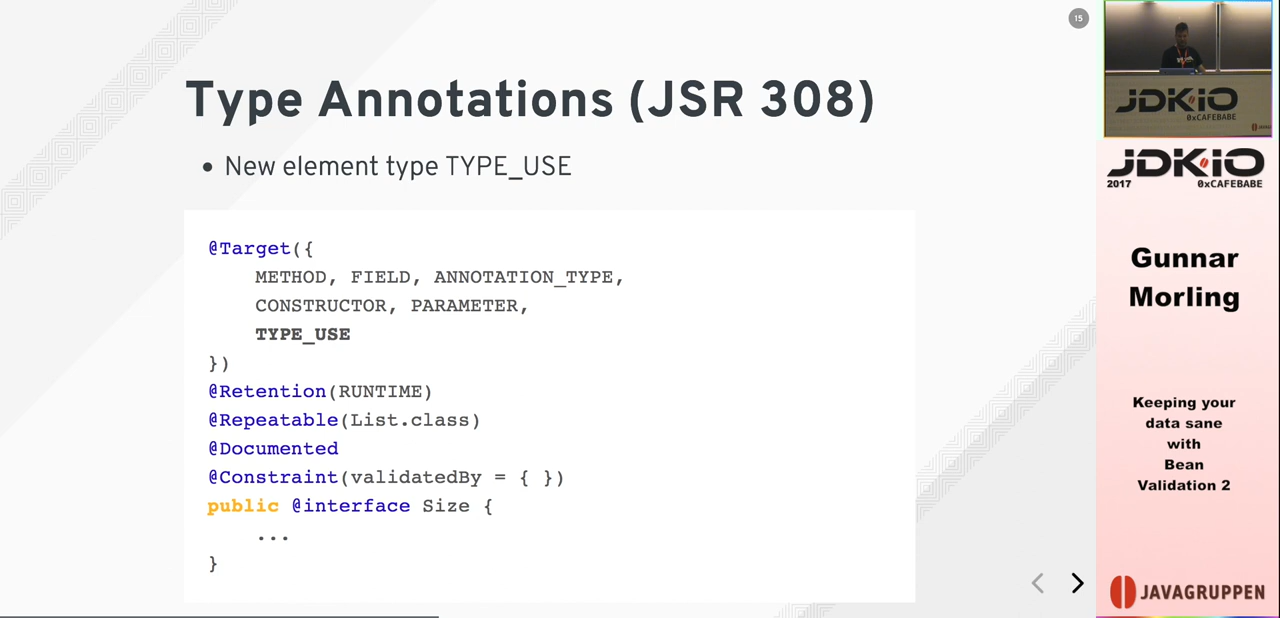 15
Type Annotations (JSR 308)
• New element type TYPE_USE
@Target({
METHOD, FIELD, ANNOTATION_TYPE,
CONSTRUCTOR, PARAMETER,
TYPE_USE
})
@Retention(RUNTIME)
@Repeatable(List.class)
@Documented
@Constraint(validatedBy = { })
public @interface Size {
...
}
JDK.IO
0xCAFEBABE
JDK.IO
2017 0xCAFEBABE
Gunnar
Morling
Keeping your
data sane
with
Bean
Validation 2
JAVAGRUPPEN